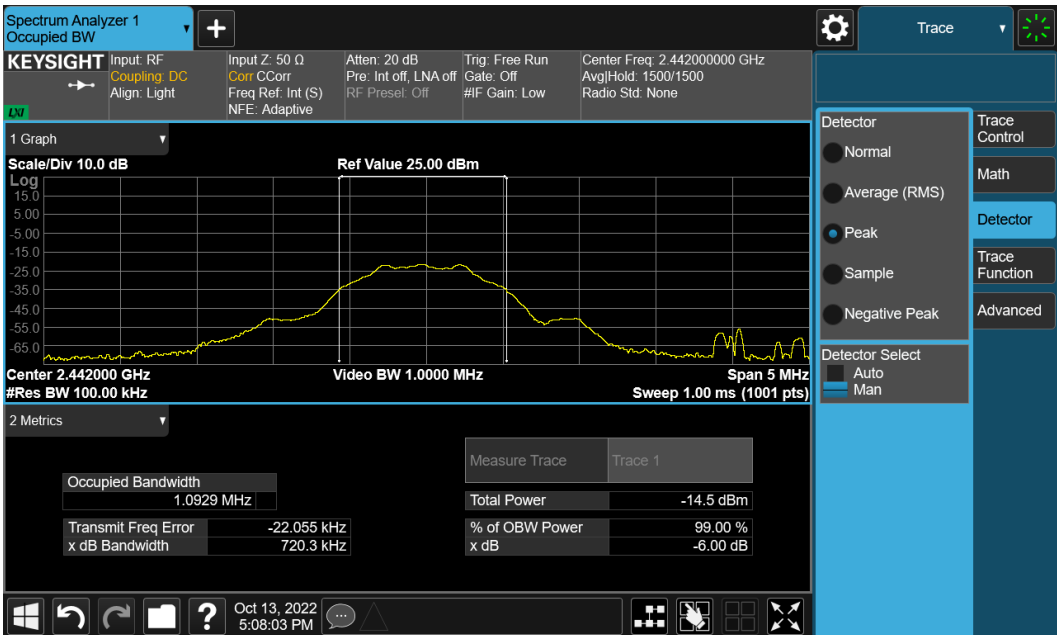 Spectrum Analyzer 1
Occupied BW
Trace
KEYSIGHT
LXI
Input: RF
Coupling: DC
Align: Light
Input Z: 50 Ω
Corr CCorr
Freq Ref: Int (S)
NFE: Adaptive
Atten: 20 dB
Pre: Int off, LNA off
RF Presel: Off
Trig: Free Run
Gate: Off
#IF Gain: Low
Center Freq: 2.442000000 GHz
Avg|Hold: 1500/1500
Radio Std: None
1 Graph
Scale/Div 10.0 dB
Ref Value 25.00 dBm
Log
15.0
5.00
-5.00
-15.0
-25.0
-35.0
-45.0
-55.0
-65.0
Center 2.442000 GHz
Video BW 1.0000 MHz
Span 5 MHz
#Res BW 100.00 kHz
Sweep 1.00 ms (1001 pts)
2 Metrics
Measure Trace Trace 1
Occupied Bandwidth
1.0929 MHz
Total Power -14.5 dBm
Transmit Freq Error -22.055 kHz
% of OBW Power 99.00 %
x dB Bandwidth 720.3 kHz
x dB -6.00 dB
Detector
Normal
Average (RMS)
Peak
Sample
Negative Peak
Detector Select
Auto
Man
Trace
Control
Math
Detector
Trace
Function
Advanced
?
Oct 13, 2022
5:08:03 PM